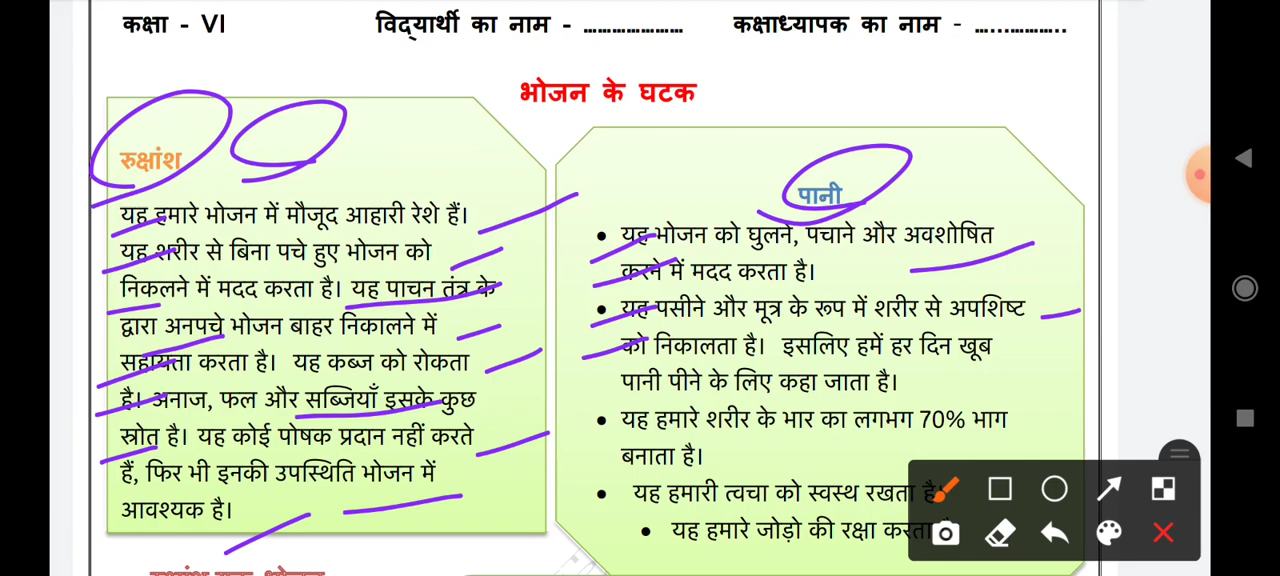 कक्षा - VI विद्यार्थी का नाम - ..................... कक्षाध्यापक का नाम - ................
भोजन के घटक
रुक्षांश
यह हमारे भोजन में मौजूद आहारी रेशे हैं।
यह शरीर से बिना पचे हुए भोजन को
निकलने में मदद करता है। यह पाचन तंत्र के
द्वारा अनपचे भोजन बाहर निकालने में
सहायता करता है। यह कब्ज को रोकता
है। अनाज, फल और सब्जियाँ इसके कुछ
स्रोत है। यह कोई पोषक प्रदान नहीं करते
हैं, फिर भी इनकी उपस्थिति भोजन में
आवश्यक है।
पानी
• यह भोजन को घुलने, पचाने और अवशोषित
करने में मदद करता है।
• यह पसीने और मूत्र के रूप में शरीर से अपशिष्ट
को निकालता है। इसलिए हमें हर दिन खूब
पानी पीने के लिए कहा जाता है।
• यह हमारे शरीर के भार का लगभग 70% भाग
बनाता है।
• यह हमारी त्वचा को स्वस्थ रखता है।
• यह हमारे जोड़ो की रक्षा करता